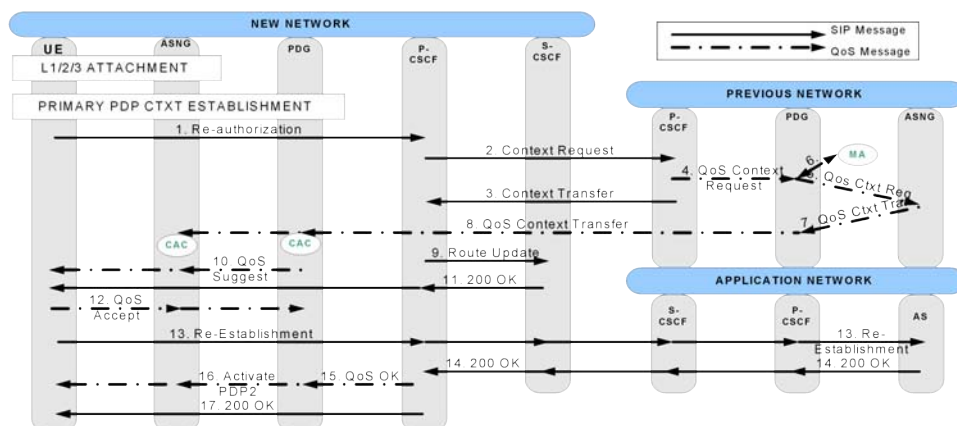 NEW NETWORK
UE
ASNG
PDG
P-
CSCF
S-
CSCF
SIP Message
QoS Message
L1/2/3 ATTACHMENT
PRIMARY PDP CTXT ESTABLISHMENT
PREVIOUS NETWORK
P-
CSCF
PDG
ASNG
1. Re-authorization
2. Context Request
6.
MA
4. QoS Context
Request
5. Qos Ctxt Req
3. Context Transfer
7. QoS Ctxt Tra
8. QoS Context Transfer
CAC
CAC
9. Route Update
10. QoS
Suggest
11. 200 OK
APPLICATION NETWORK
S-
CSCF
P-
CSCF
AS
12. QoS
Accept
13. Re-Establishment
13. Re-
Establishment
14. 200 OK
14. 200 OK
16. Activate
PDP2
15. QoS OK
17. 200 OK